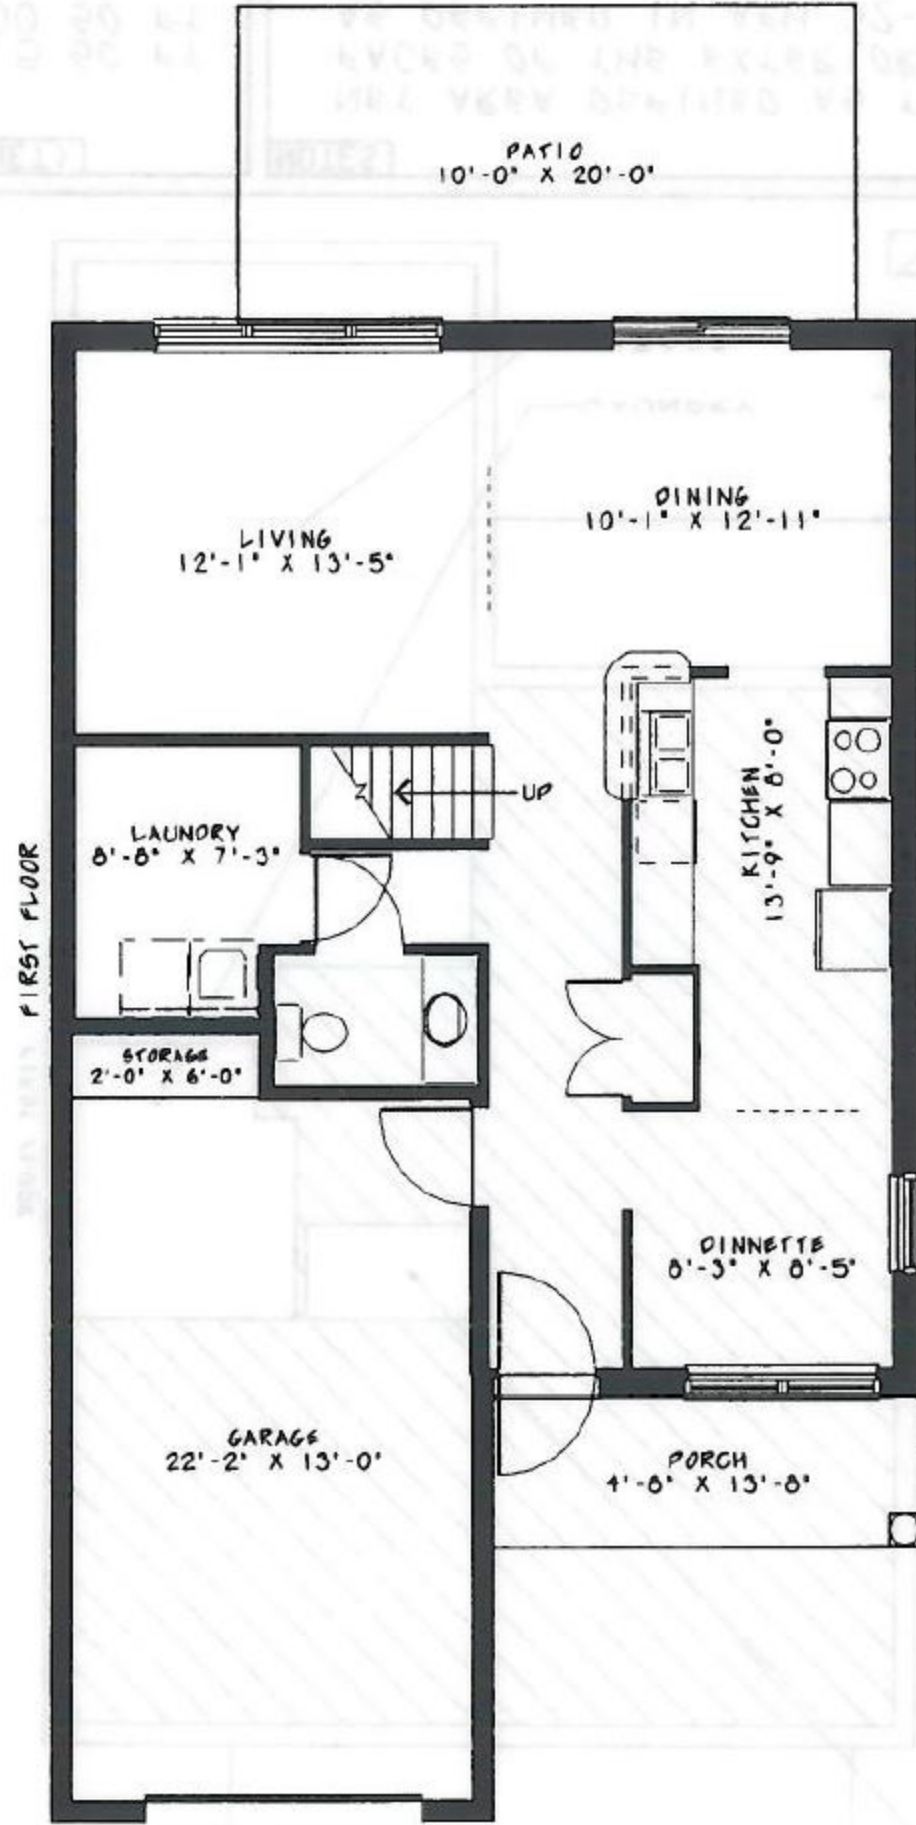 PATIO
10'-0" X 20'-0"
DINING
10'-1" X 12'-11"
LIVING
12'-1" X 13'-5"
KITCHEN
13'-9" X 8'-0"
UP
LAUNDRY
8'-8" X 7'-3"
FIRST FLOOR
STORAGE
2'-0" X 6'-0"
DINNETTE
8'-3" X 8'-5"
GARAGE
22'-2" X 13'-0"
PORCH
4'-8" X 13'-8"